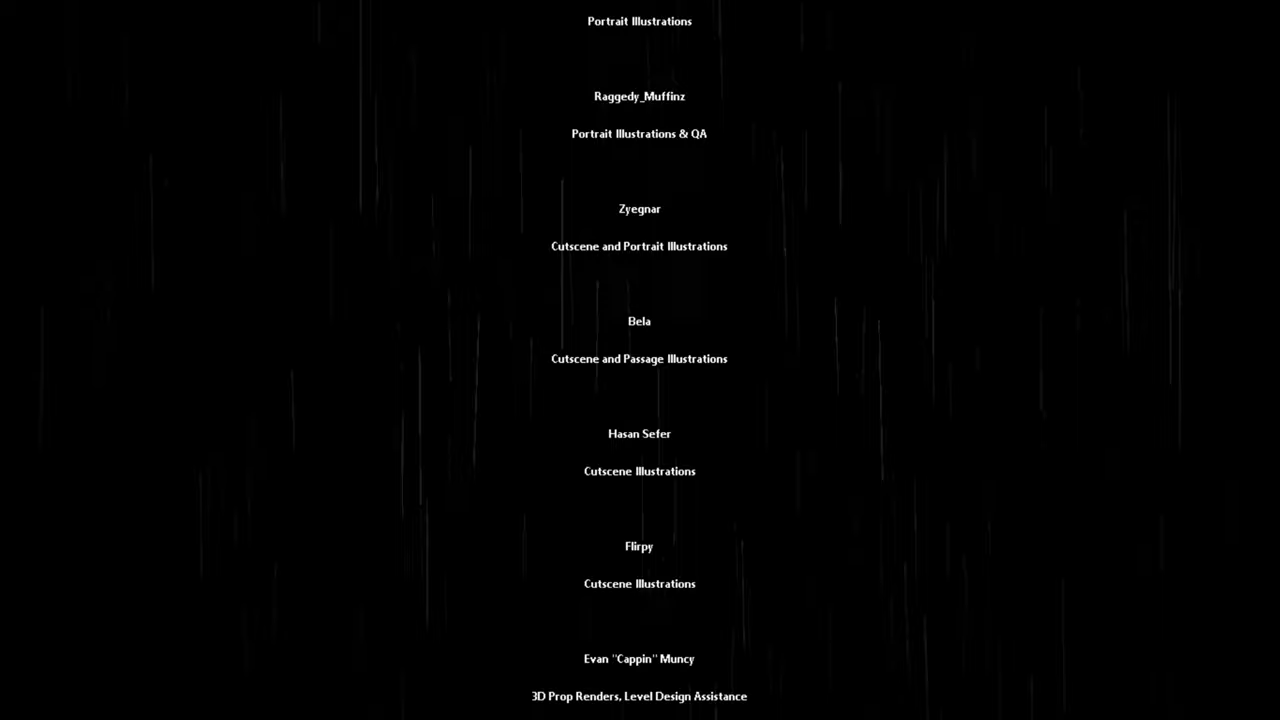 Portrait Illustrations
Raggedy_Muffinz
Portrait Illustrations & QA
Zyegnar
Cutscene and Portrait Illustrations
Bela
Cutscene and Passage Illustrations
Hasan Sefer
Cutscene Illustrations
Flirpy
Cutscene Illustrations
Evan "Cappin" Muncy
3D Prop Renders, Level Design Assistance